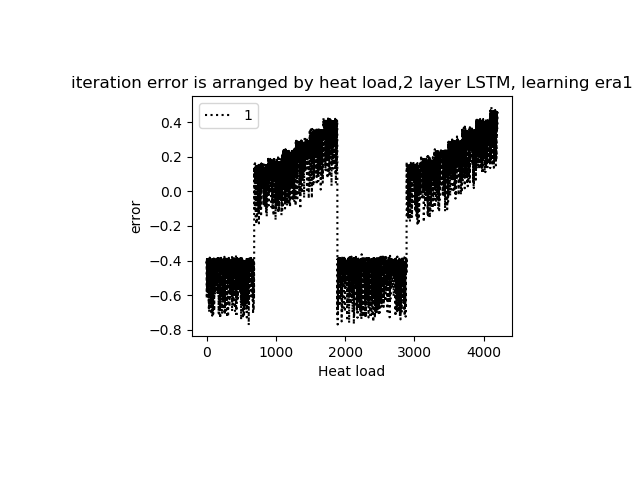 iteration error is arranged by heat load,2 layer LSTM, learning era1
1
0.4
0.2
0.0
−0.2
−0.4
−0.6
−0.8
error
0 1000 2000 3000 4000
Heat load